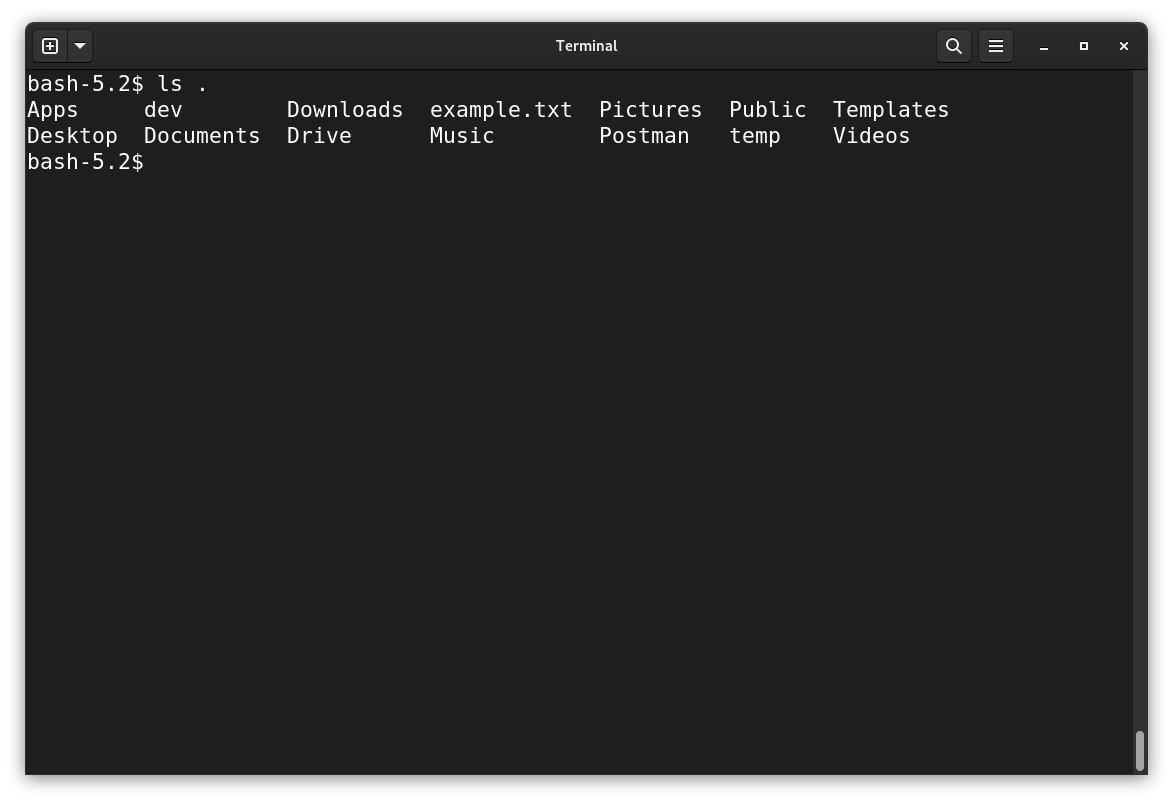 Terminal
bash-5.2$ ls .
Apps     dev        Downloads  example.txt  Pictures  Public  Templates
Desktop  Documents  Drive      Music        Postman   temp    Videos
bash-5.2$